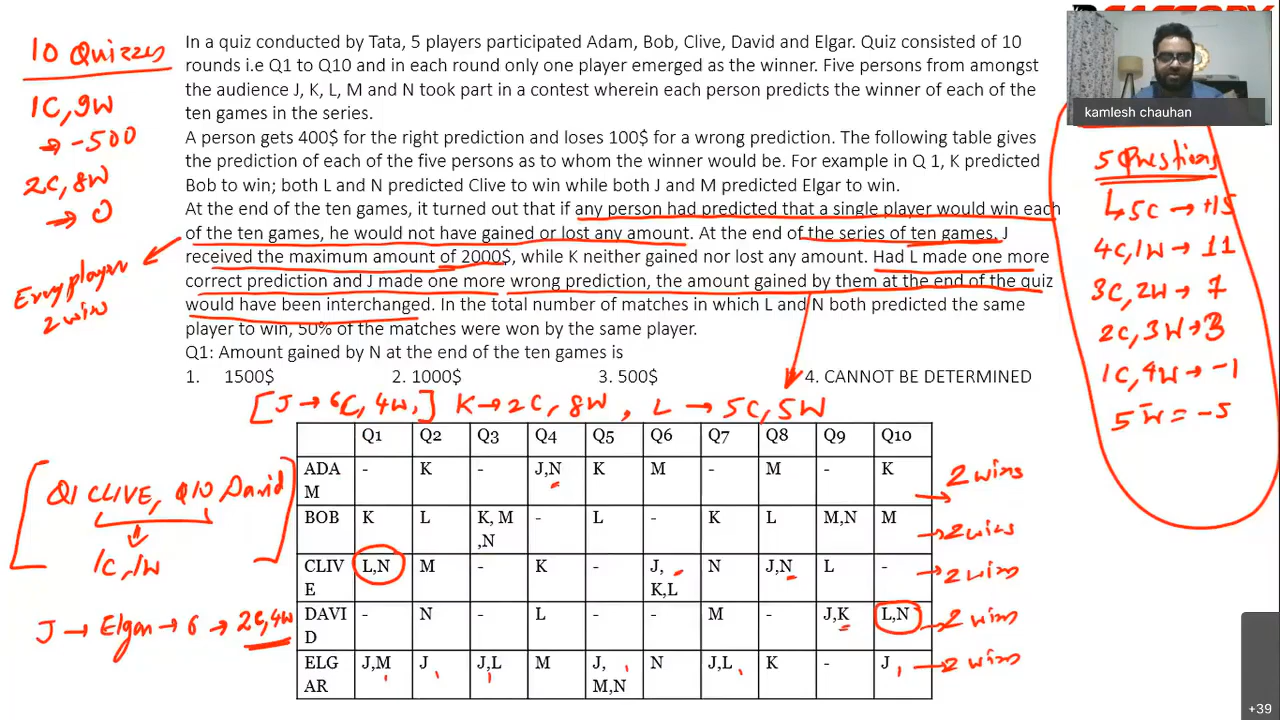 10 Quizzes
1C, 9W
→ -500
2C, 8W
→ 0
Every player
2 win
In a quiz conducted by Tata, 5 players participated Adam, Bob, Clive, David and Elgar. Quiz consisted of 10
rounds i.e Q1 to Q10 and in each round only one player emerged as the winner. Five persons from amongst
the audience J, K, L, M and N took part in a contest wherein each person predicts the winner of each of the
ten games in the series.
A person gets 400$ for the right prediction and loses 100$ for a wrong prediction. The following table gives
the prediction of each of the five persons as to whom the winner would be. For example in Q 1, K predicted
Bob to win; both L and N predicted Clive to win while both J and M predicted Elgar to win.
At the end of the ten games, it turned out that if any person had predicted that a single player would win each
of the ten games, he would not have gained or lost any amount. At the end of the series of ten games, J
received the maximum amount of 2000$, while K neither gained nor lost any amount. Had L made one more
correct prediction and J made one more wrong prediction, the amount gained by them at the end of the quiz
would have been interchanged. In the total number of matches in which L and N both predicted the same
player to win, 50% of the matches were won by the same player.
Q1: Amount gained by N at the end of the ten games is
1. 1500$ 2. 1000$ 3. 500$ 4. CANNOT BE DETERMINED
kamlesh chauhan
5 Questions
↳ 5C → +15
4C, 1W → 11
3C, 2W → 7
2C, 3W → 3
1C, 4W → -1
5W = -5
[J → 6C, 4W,] K → 2C, 8W , L → 5C, 5W
Q1 Q2 Q3 Q4 Q5 Q6 Q7 Q8 Q9 Q10
ADA
M - K - J,N K M - M - K → 2 wins
BOB K L K, M
,N - L - K L M,N M → 2 wins
CLIV
E L,N M - K - J,
K,L N J,N L - → 2 wins
DAVI
D - N - L - - M - J,K L,N → 2 wins
ELG
AR J,M J J,L M J,
M,N N J,L K - J → 2 wins
Q1 CLIVE, Q10 David
1C, 1W
J → Elgar → 6 → 2C, 4W
+39